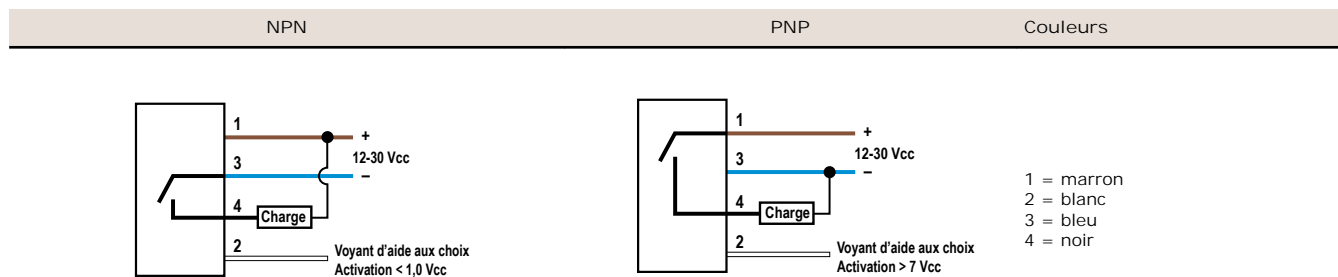 NPN PNP Couleurs
1
+
12-30 Vcc
3
–
4
Charge
2
Voyant d'aide aux choix
Activation < 1,0 Vcc
1
+
12-30 Vcc
3
–
4
Charge
2
Voyant d'aide aux choix
Activation > 7 Vcc
1 = marron
2 = blanc
3 = bleu
4 = noir